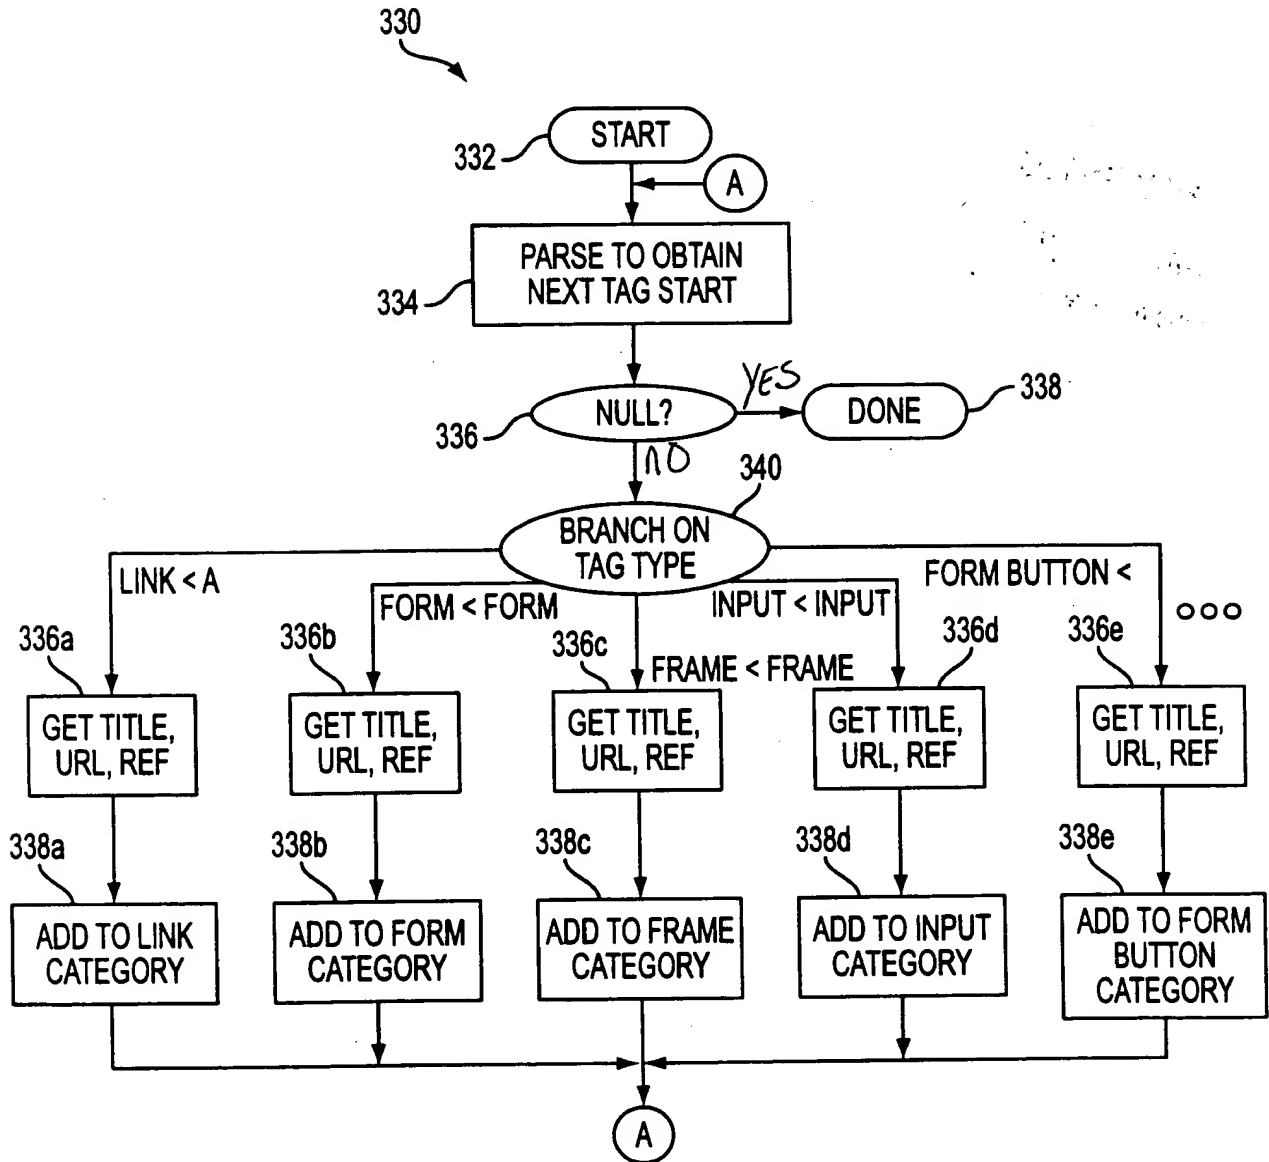 330
START
332
A
PARSE TO OBTAIN
NEXT TAG START
334
YES
NULL?
DONE
338
336
NO
340
BRANCH ON
TAG TYPE
LINK < A
FORM < FORM
INPUT < INPUT
FORM BUTTON <
336a
336b
336c
336d
336e
FRAME < FRAME
GET TITLE,
URL, REF
GET TITLE,
URL, REF
GET TITLE,
URL, REF
GET TITLE,
URL, REF
GET TITLE,
URL, REF
338a
338b
338c
338d
338e
ADD TO LINK
CATEGORY
ADD TO FORM
CATEGORY
ADD TO FRAME
CATEGORY
ADD TO INPUT
CATEGORY
ADD TO FORM
BUTTON
CATEGORY
A